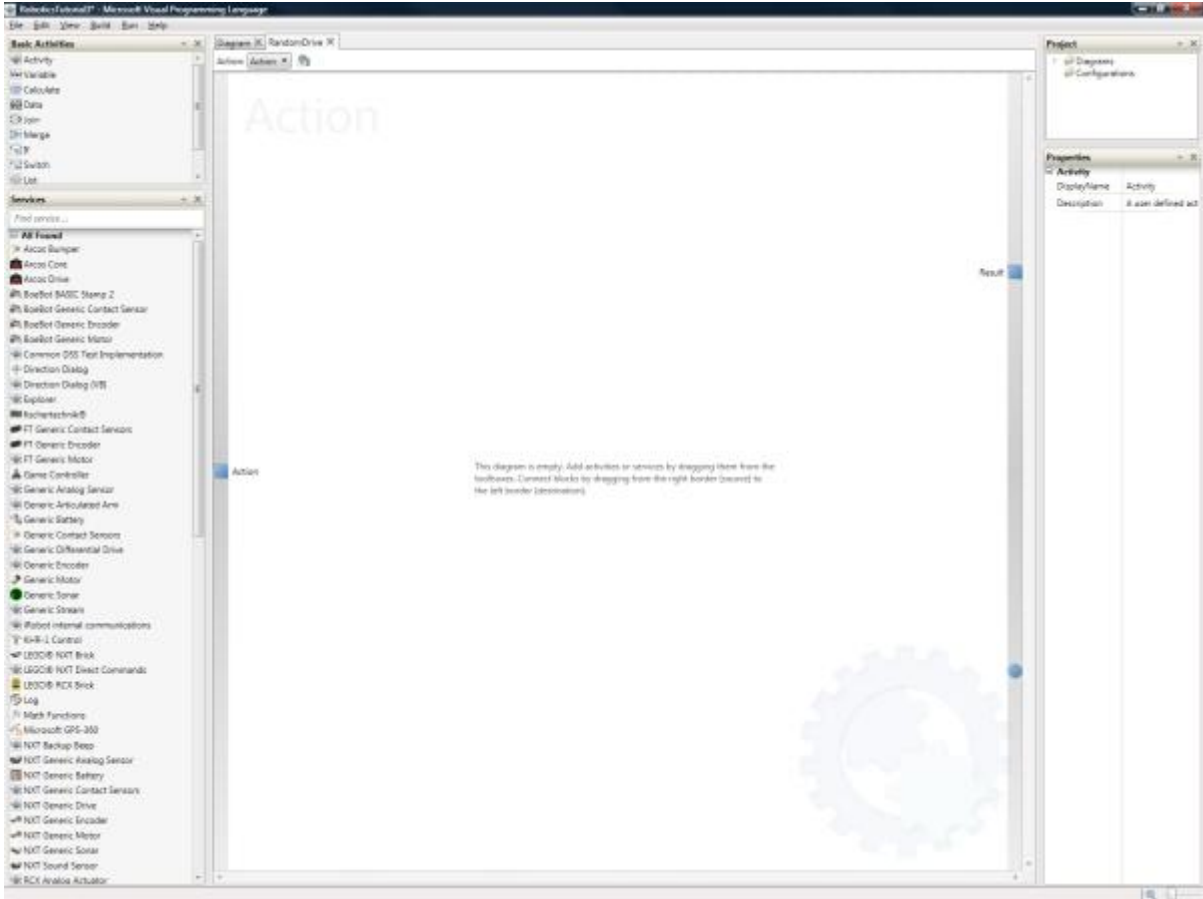 RoboticsTutorial3* - Microsoft Visual Programming Language
File Edit View Build Run Help
Basic Activities
Activity
Variable
Calculate
Data
Join
Merge
If
Switch
List
Services
Find service...
All Found
Arcos Bumper
Arcos Core
Arcos Drive
BoeBot BASIC Stamp 2
BoeBot Generic Contact Sensor
BoeBot Generic Encoder
BoeBot Generic Motor
Common DSS Test Implementation
Direction Dialog
Direction Dialog (VB)
Explorer
fischertechnik®
FT Generic Contact Sensors
FT Generic Encoder
FT Generic Motor
Game Controller
Generic Analog Sensor
Generic Articulated Arm
Generic Battery
Generic Contact Sensors
Generic Differential Drive
Generic Encoder
Generic Motor
Generic Sonar
Generic Stream
iRobot internal communications
KHR-1 Control
LEGO® NXT Brick
LEGO® NXT Direct Commands
LEGO® RCX Brick
Log
Math Functions
Microsoft GPS-360
NXT Backup Beep
NXT Generic Analog Sensor
NXT Generic Battery
NXT Generic Contact Sensors
NXT Generic Drive
NXT Generic Encoder
NXT Generic Motor
NXT Generic Sonar
NXT Sound Sensor
RCX Analog Actuator
Diagram RandomDrive
Action: Action
Action
Result
Action
This diagram is empty. Add activities or services by dragging them from the
toolboxes. Connect blocks by dragging from the right border (source) to
the left border (destination).
Project
Diagrams
Configurations
Properties
Activity
DisplayName Activity
Description A user defined act